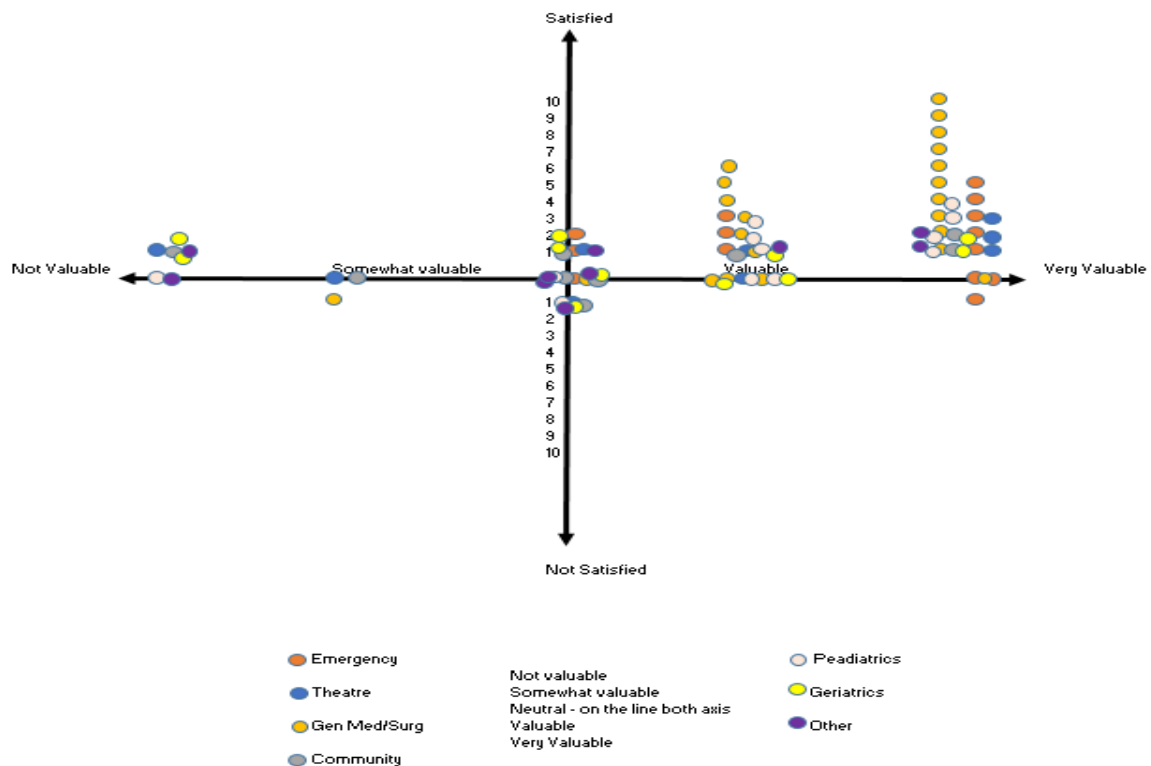 Satisfied
10
9
8
7
6
5
4
3
2
1
Not Valuable
Somewhat valuable
Valuable
Very Valuable
1
2
3
4
5
6
7
8
9
10
Not Satisfied
Emergency
Theatre
Gen Med/Surg
Community
Not valuable
Somewhat valuable
Neutral - on the line both axis
Valuable
Very Valuable
Peadiatrics
Geriatrics
Other